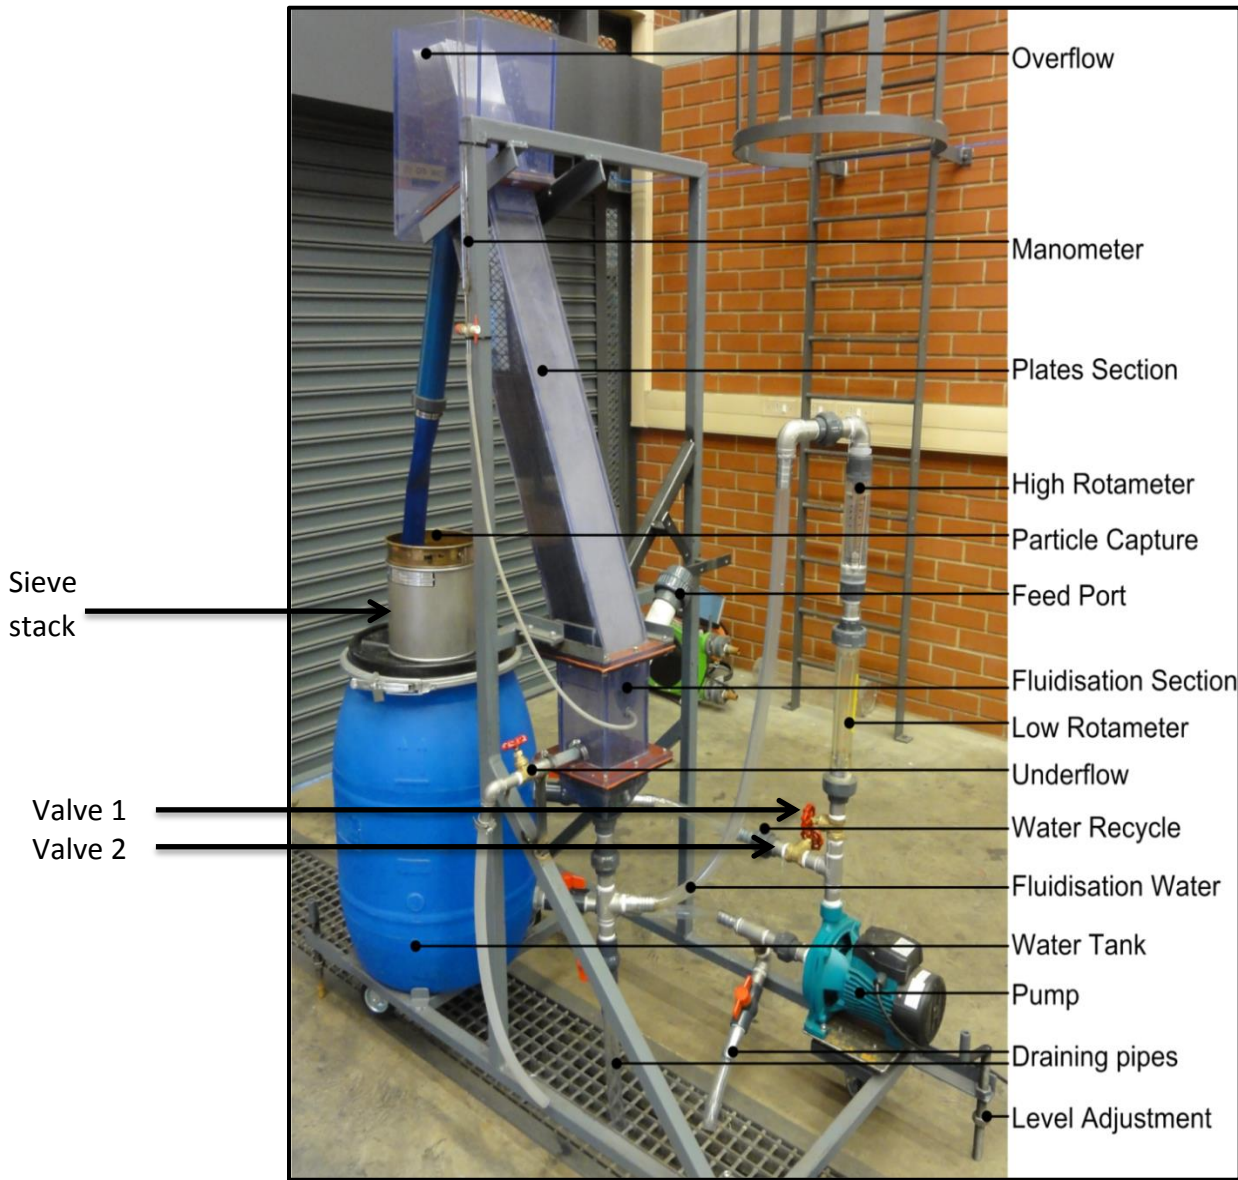 Overflow
Manometer
Plates Section
High Rotameter
Particle Capture
Feed Port
Sieve
stack
Fluidisation Section
Low Rotameter
Underflow
Valve 1
Water Recycle
Valve 2
Fluidisation Water
Water Tank
Pump
Draining pipes
Level Adjustment